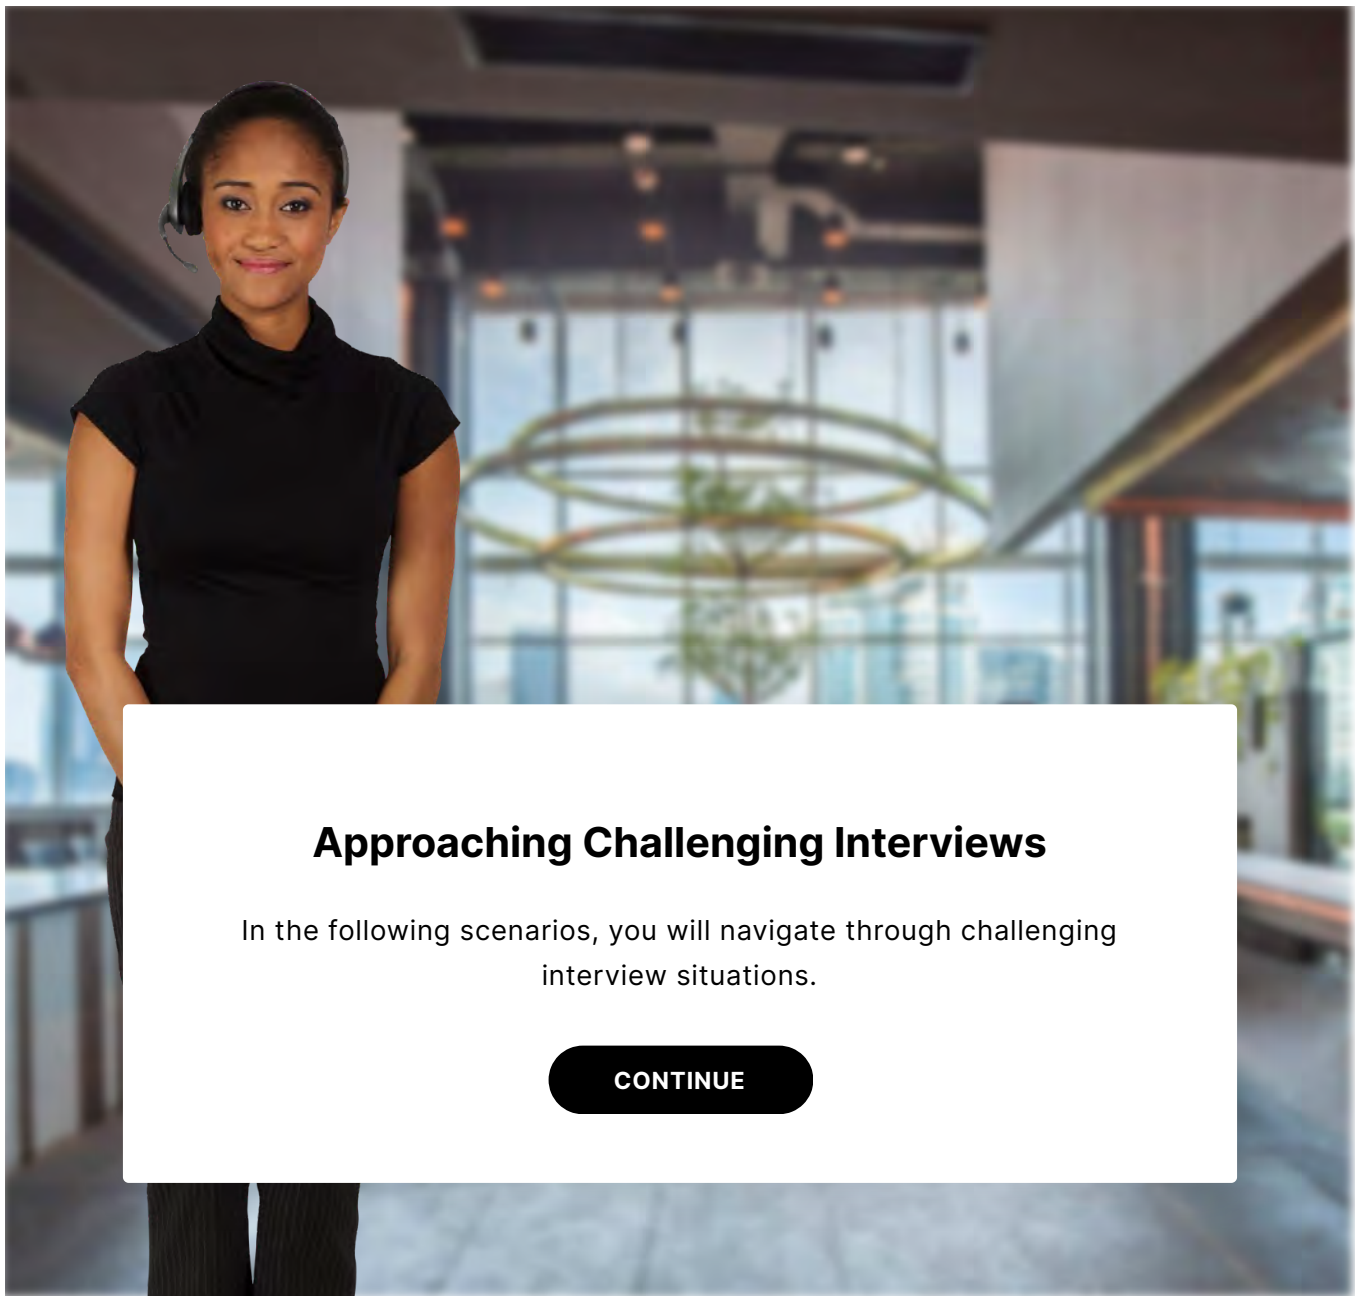 Approaching Challenging Interviews
In the following scenarios, you will navigate through challenging
interview situations.
CONTINUE